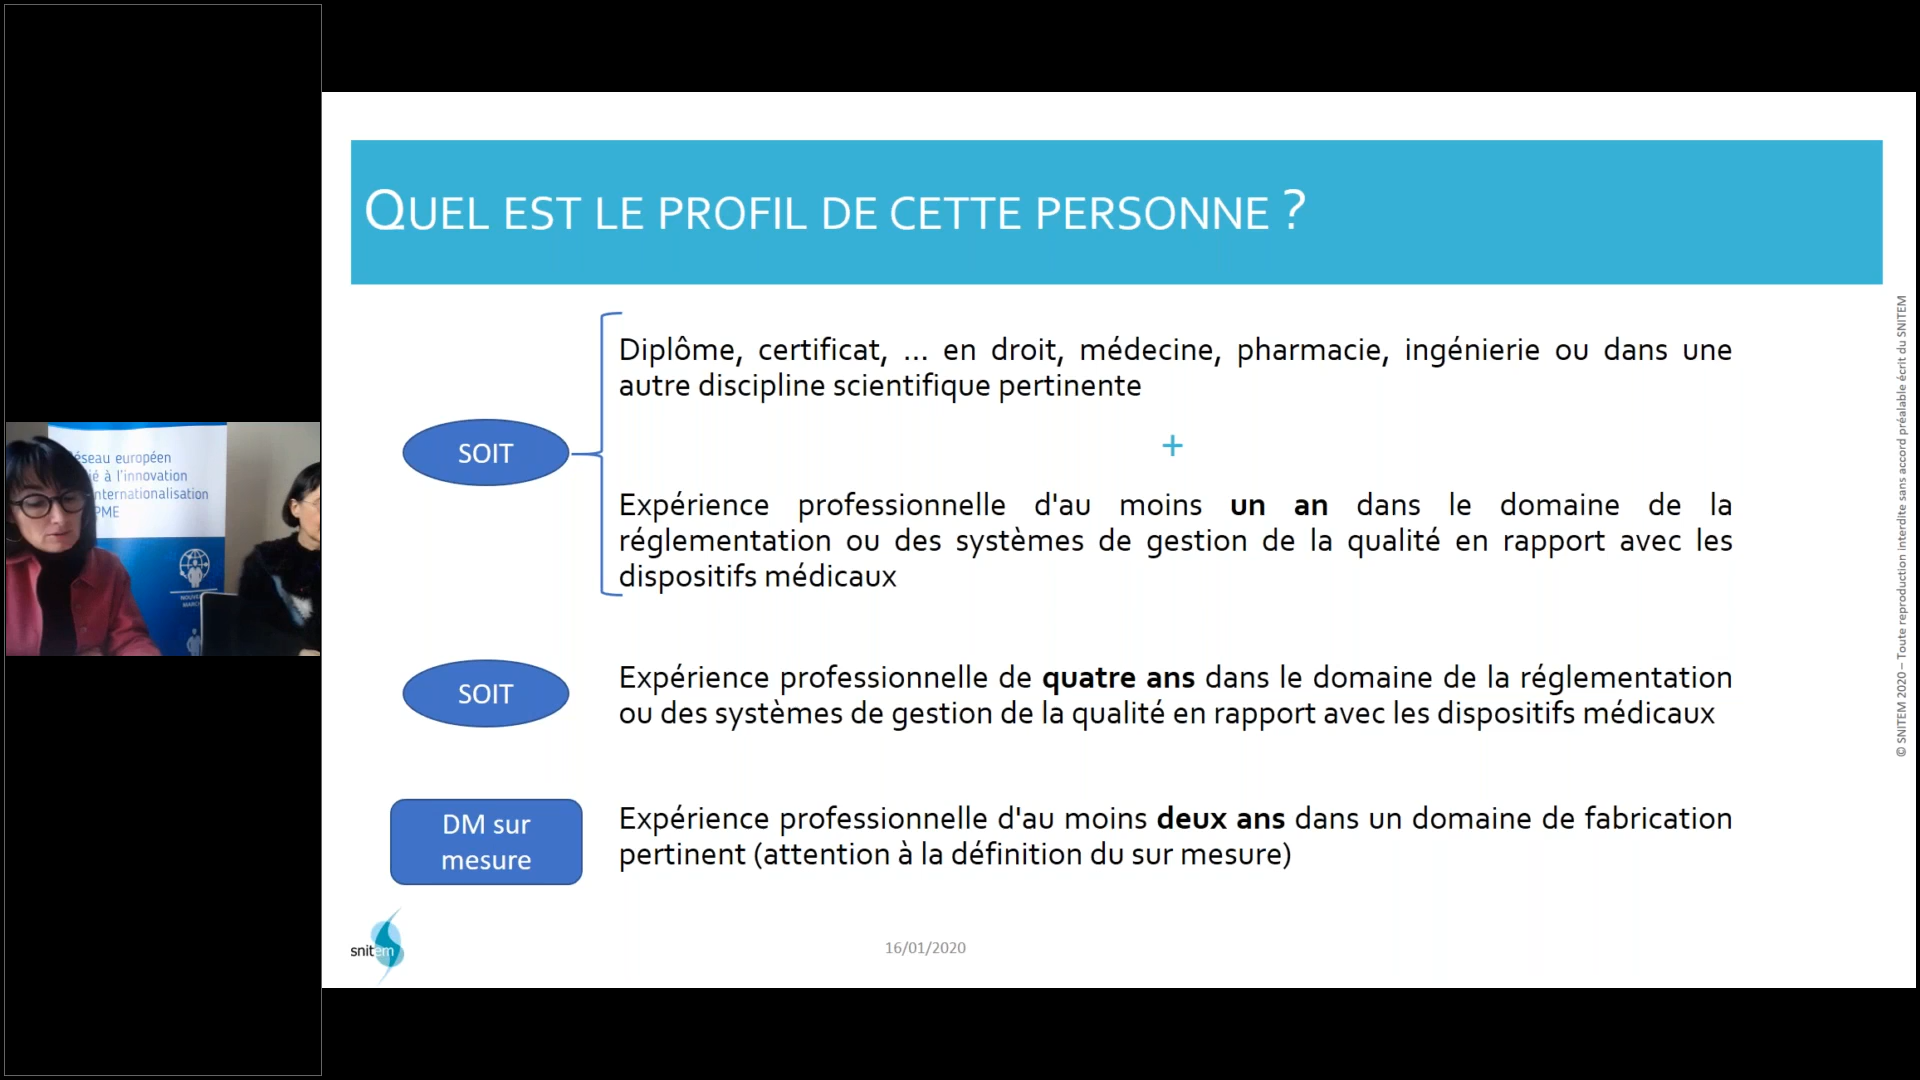 QUEL EST LE PROFIL DE CETTE PERSONNE ?
Diplôme, certificat, ... en droit, médecine, pharmacie, ingénierie ou dans une
autre discipline scientifique pertinente
SOIT
+
Expérience professionnelle d'au moins un an dans le domaine de la
réglementation ou des systèmes de gestion de la qualité en rapport avec les
dispositifs médicaux
SOIT
Expérience professionnelle de quatre ans dans le domaine de la réglementation
ou des systèmes de gestion de la qualité en rapport avec les dispositifs médicaux
DM sur
mesure
Expérience professionnelle d'au moins deux ans dans un domaine de fabrication
pertinent (attention à la définition du sur mesure)
snitem
16/01/2020
© SNITEM 2020 – Toute reproduction interdite sans accord préalable écrit du SNITEM
européen
à l'innovation
PME